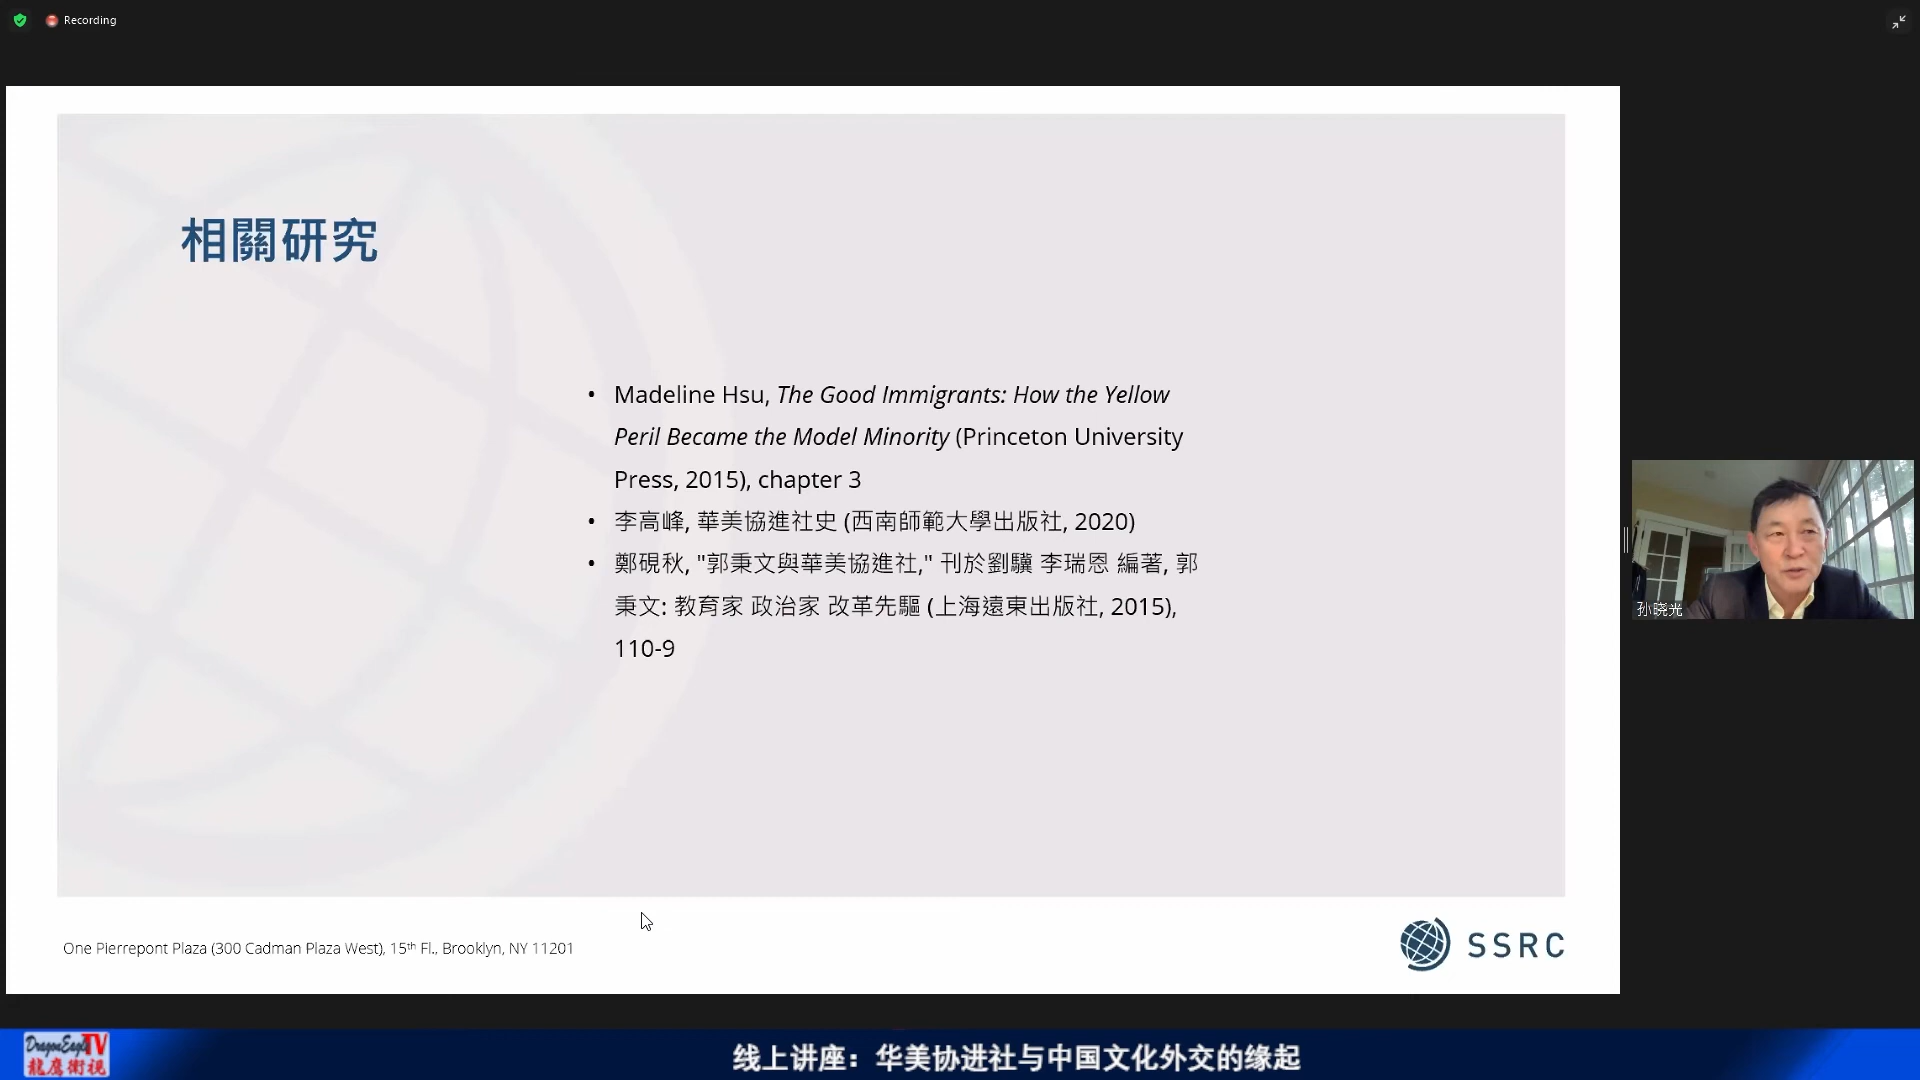 Recording
相關研究
• Madeline Hsu, The Good Immigrants: How the Yellow
Peril Became the Model Minority (Princeton University
Press, 2015), chapter 3
• 李高峰, 華美協進社史 (西南師範大學出版社, 2020)
• 鄭硯秋, "郭秉文與華美協進社," 刊於劉驥 李瑞恩 編著, 郭
秉文: 教育家 政治家 改革先驅 (上海遠東出版社, 2015),
110-9
孙晓光
One Pierrepont Plaza (300 Cadman Plaza West), 15th Fl., Brooklyn, NY 11201
SSRC
DragonEagleTV
龍鹰衛視
线上讲座：华美协进社与中国文化外交的缘起